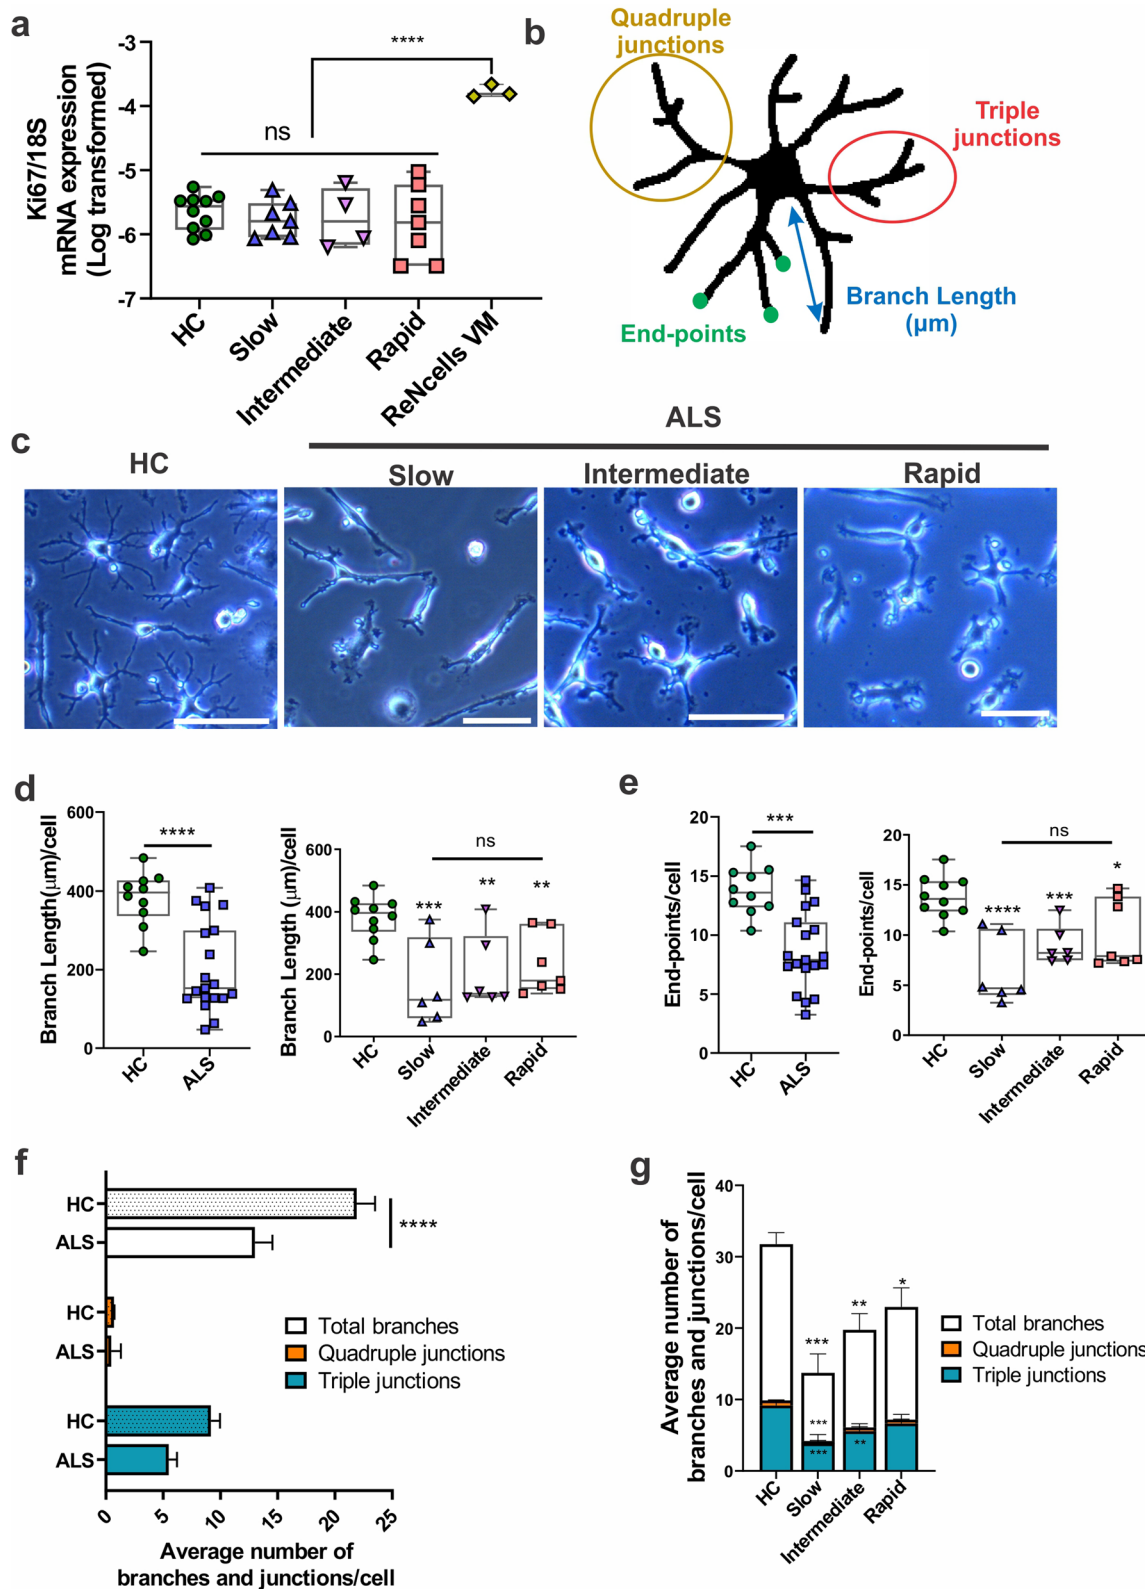 a
Ki67/18S
mRNA expression
(Log transformed)
-3
-4
-5
-6
-7
****
ns
HC
Slow
Intermediate
Rapid
ReNcells VM
b
Quadruple
junctions
Triple
junctions
Branch Length
(µm)
End-points
c
HC
ALS
Slow
Intermediate
Rapid
d
Branch Length(µm)/cell
600
400
200
0
****
HC
ALS
Branch Length (µm)/cell
600
400
200
0
ns
***
**
**
HC
Slow
Intermediate
Rapid
e
End-points/cell
20
15
10
5
0
***
HC
ALS
End-points/cell
20
15
10
5
0
ns
****
***
*
HC
Slow
Intermediate
Rapid
f
HC
ALS
HC
ALS
HC
ALS
****
Total branches
Quadruple junctions
Triple junctions
0
5
10
15
20
25
Average number of
branches and junctions/cell
g
Average number of
branches and junctions/cell
40
30
20
10
0
***
**
*
***
***
**
HC
Slow
Intermediate
Rapid
Total branches
Quadruple junctions
Triple junctions